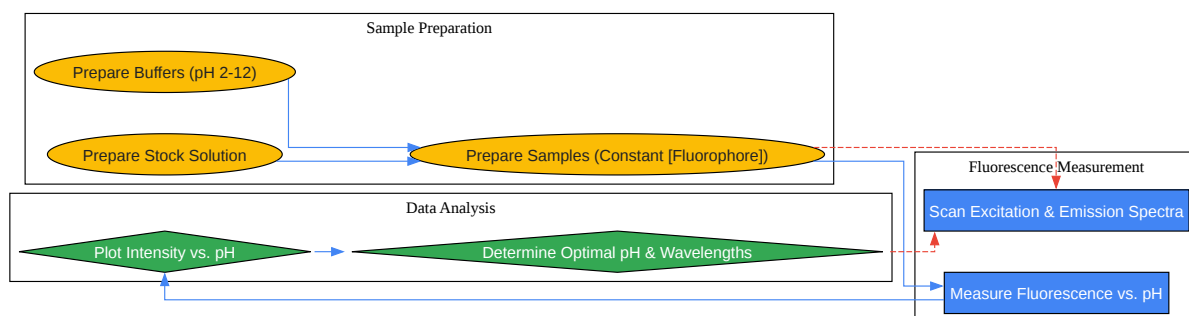 Sample Preparation
Prepare Buffers (pH 2-12)
Prepare Stock Solution
Prepare Samples (Constant [Fluorophore])
Fluorescence Measurement
Scan Excitation & Emission Spectra
Measure Fluorescence vs. pH
Data Analysis
Plot Intensity vs. pH
Determine Optimal pH & Wavelengths